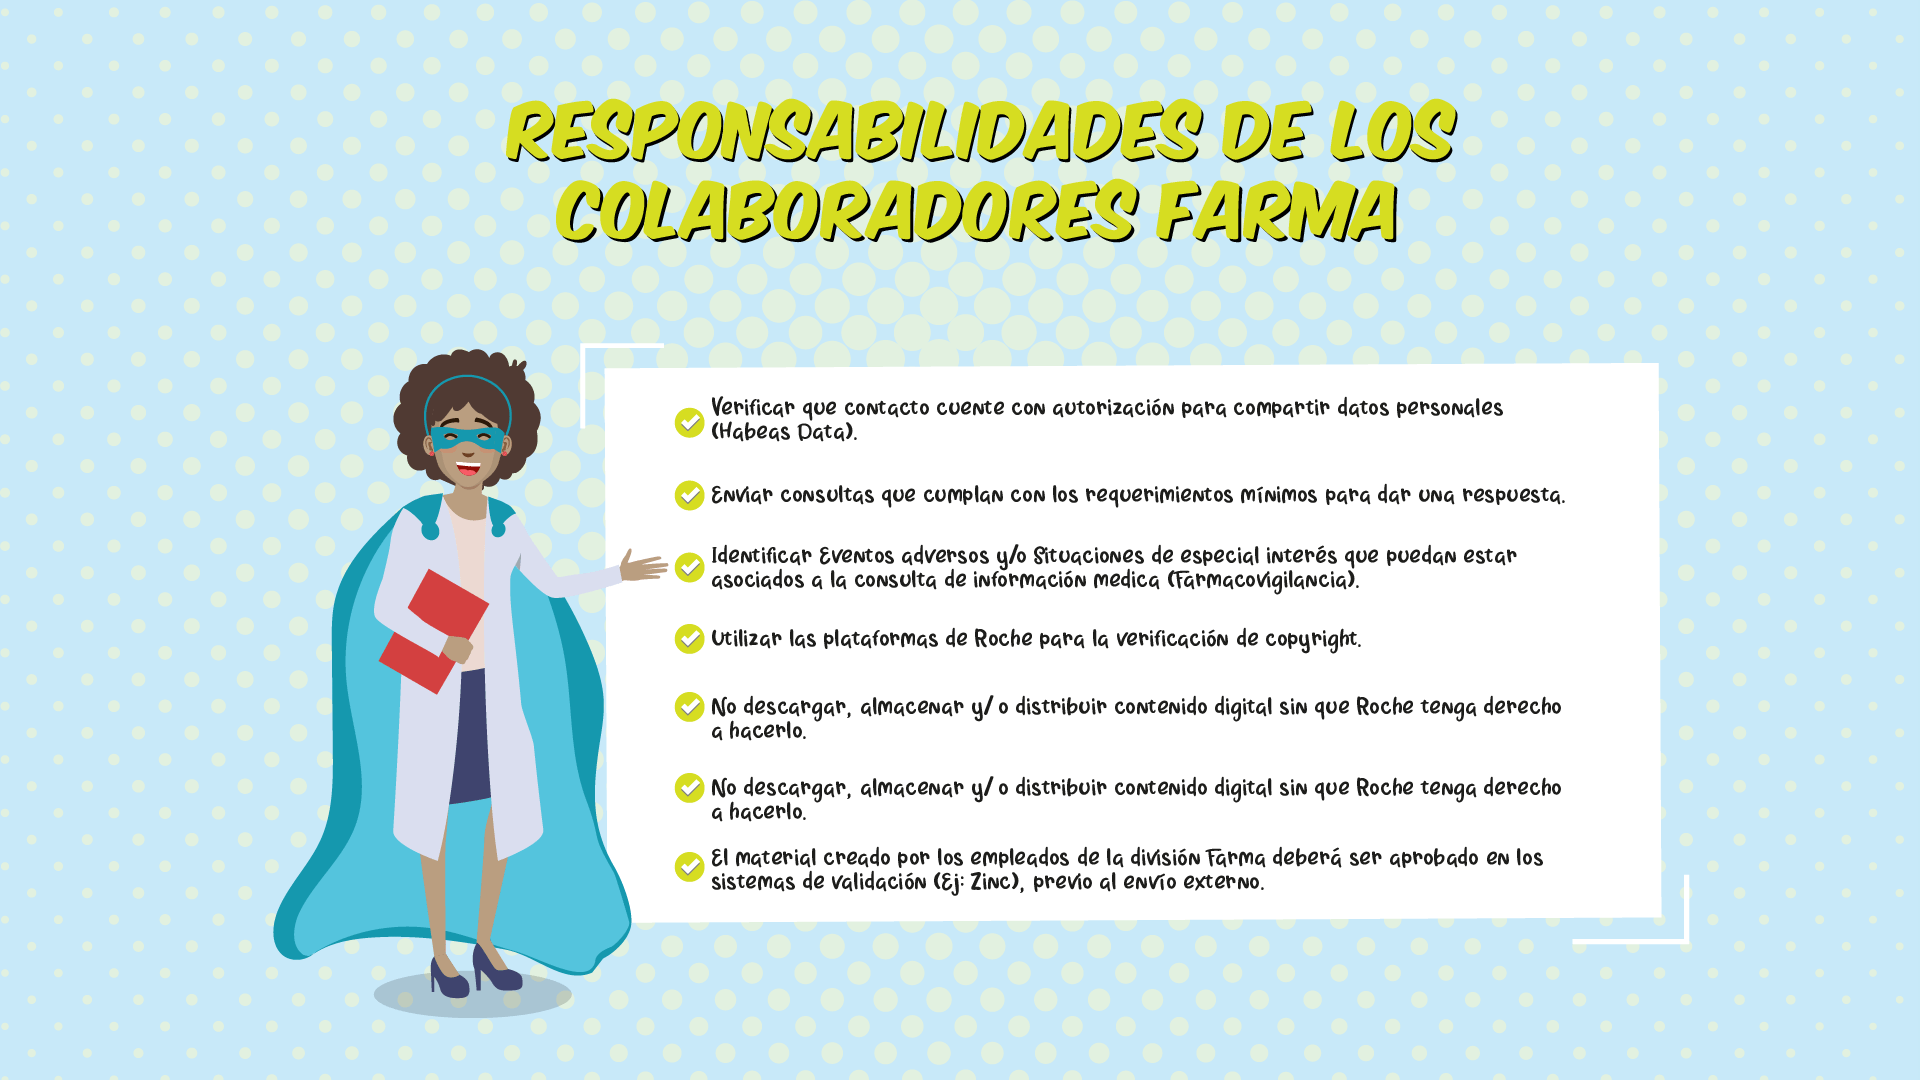 RESPONSABILIDADES DE LOS
COLABORADORES FARMA
Verificar que contacto cuente con autorización para compartir datos personales
(Habeas Data).
Enviar consultas que cumplan con los requerimientos mínimos para dar una respuesta.
Identificar Eventos adversos y/o Situaciones de especial interés que puedan estar
asociados a la consulta de información medica (Farmacovigilancia).
Utilizar las plataformas de Roche para la verificación de copyright.
No descargar, almacenar y/ o distribuir contenido digital sin que Roche tenga derecho
a hacerlo.
No descargar, almacenar y/ o distribuir contenido digital sin que Roche tenga derecho
a hacerlo.
El material creado por los empleados de la división Farma deberá ser aprobado en los
sistemas de validación (Ej: Zinc), previo al envío externo.